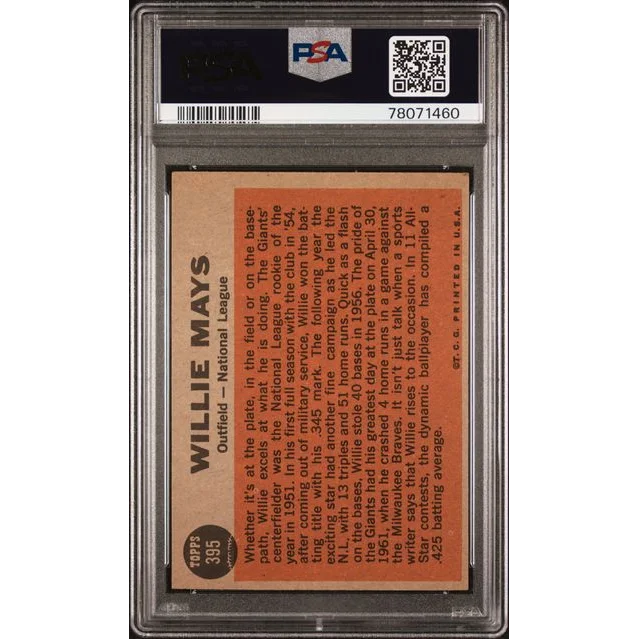 PSA
78071460
TOPPS
395
WILLIE MAYS
Outfield — National League
Whether it's at the plate, in the field or on the base-
path, Willie excels at what he is doing. The Giants'
centerfielder was the National League rookie of the
year in 1951. In his first full season with the club in '54,
after coming out of military service, Willie won the bat-
ting title with his .345 mark. The following year the
exciting star had another fine campaign as he led the
N.L. with 13 triples and 51 home runs. Quick as a flash
on the bases, Willie stole 40 bases in 1956. The pride of
the Giants had his greatest day at the plate on April 30,
1961, when he crashed 4 home runs in a game against
the Milwaukee Braves. It isn't just talk when a sports
writer says that Willie rises to the occasion. In 11 All-
Star contests, the dynamic ballplayer has compiled a
.425 batting average.
©T.C.G. PRINTED IN U.S.A.
PSA